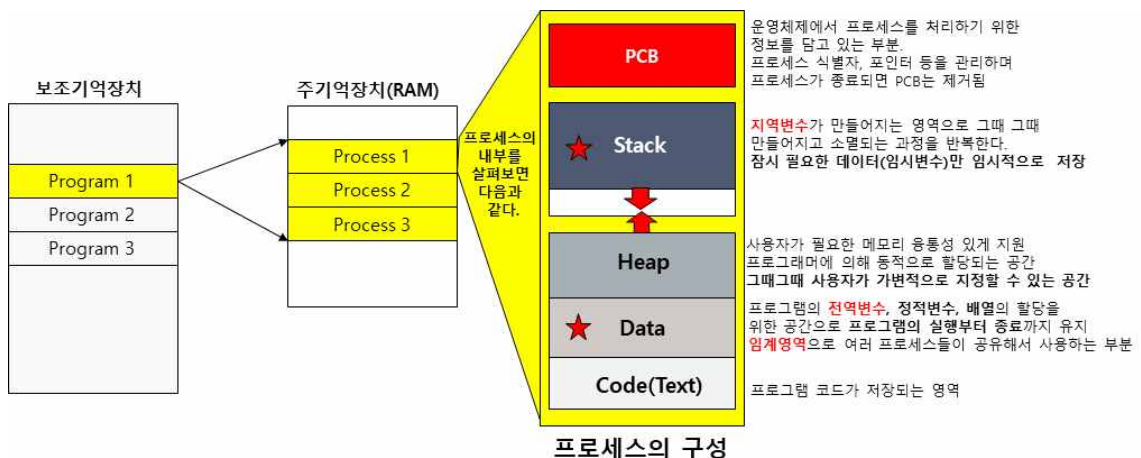 보조기억장치
Program 1
Program 2
Program 3
주기억장치(RAM)
Process 1
Process 2
Process 3
프로세스의
내부를
살펴보면
다음과
같다.
PCB
운영체제에서 프로세스를 처리하기 위한
정보를 담고 있는 부분.
프로세스 식별자, 포인터 등을 관리하며
프로세스가 종료되면 PCB는 제거됨
Stack
지역변수가 만들어지는 영역으로 그때 그때
만들어지고 소멸되는 과정을 반복한다.
잠시 필요한 데이터(임시변수)만 임시적으로 저장
Heap
사용자가 필요한 메모리 융통성 있게 지원
프로그래머에 의해 동적으로 할당되는 공간
그때그때 사용자가 가변적으로 지정할 수 있는 공간
Data
프로그램의 전역변수, 정적변수, 배열의 할당을
위한 공간으로 프로그램의 실행부터 종료까지 유지
임계영역으로 여러 프로세스들이 공유해서 사용하는 부분
Code(Text)
프로그램 코드가 저장되는 영역
프로세스의 구성